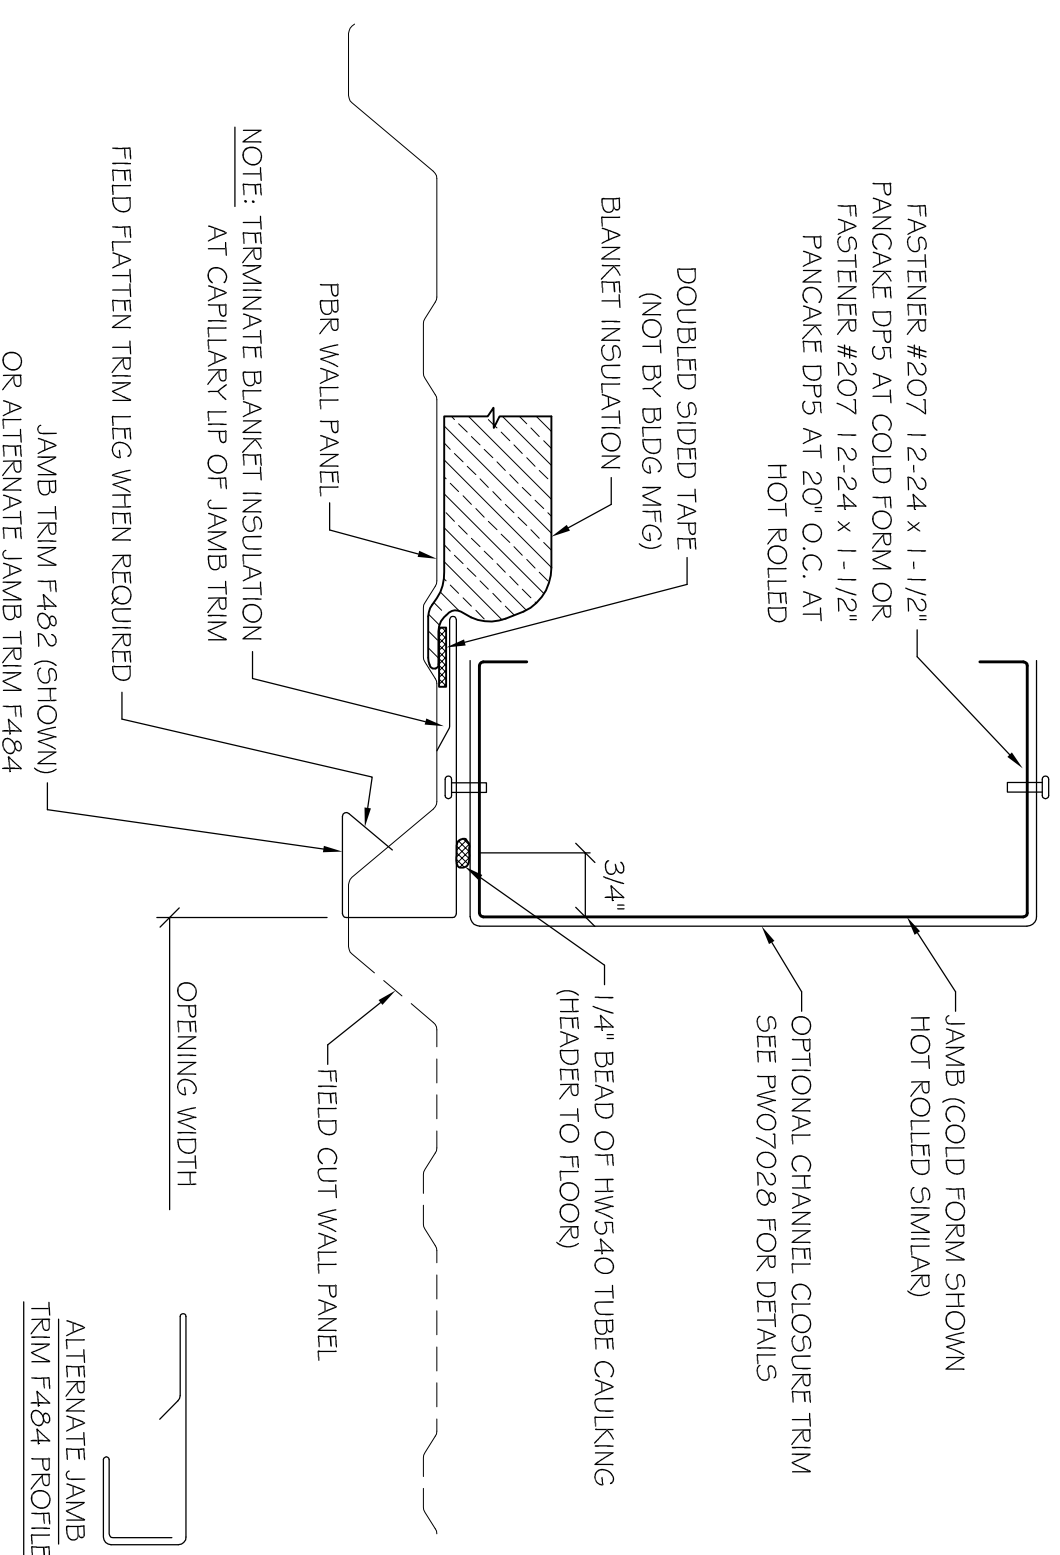 FASTENER #207 12-24 x 1-1/2"
PANCAKE DP5 AT COLD FORM OR
FASTENER #207 12-24 x 1-1/2"
PANCAKE DP5 AT 20" O.C. AT
HOT ROLLED
DOUBLED SIDED TAPE
(NOT BY BLDG MFG)
BLANKET INSULATION
PBR WALL PANEL
NOTE: TERMINATE BLANKET INSULATION
AT CAPILLARY LIP OF JAMB TRIM
FIELD FLATTEN TRIM LEG WHEN REQUIRED
JAMB TRIM F482 (SHOWN)
OR ALTERNATE JAMB TRIM F484
3/4"
JAMB (COLD FORM SHOWN
HOT ROLLED SIMILAR)
OPTIONAL CHANNEL CLOSURE TRIM
SEE PW07028 FOR DETAILS
1/4" BEAD OF HW540 TUBE CAULKING
(HEADER TO FLOOR)
FIELD CUT WALL PANEL
OPENING WIDTH
ALTERNATE JAMB
TRIM F484 PROFILE